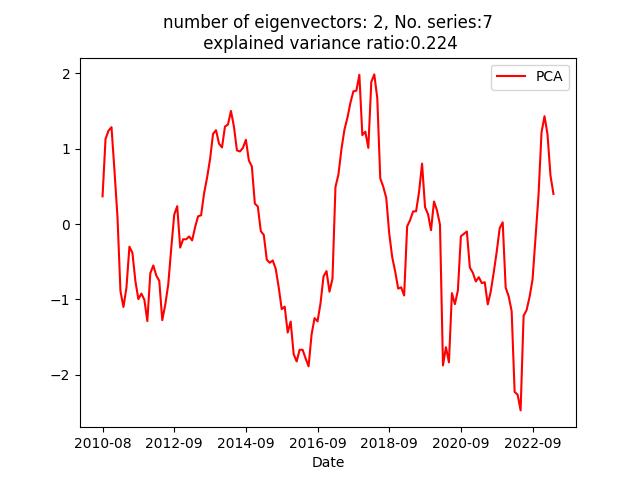 number of eigenvectors: 2, No. series:7
explained variance ratio:0.224
PCA
2
1
0
−1
−2
2010-08 2012-09 2014-09 2016-09 2018-09 2020-09 2022-09
Date